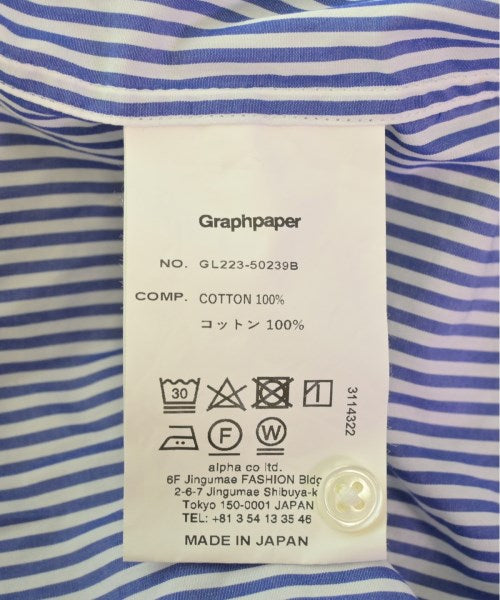 Graphpaper
NO. GL223-50239B
COMP. COTTON 100%
コットン 100%
30
3114322
F W
alpha co ltd.
6F Jingumae FASHION Bldg
2-6-7 Jingumae Shibuya-k
Tokyo 150-0001 JAPAN
TEL: +81 3 54 13 35 46
MADE IN JAPAN